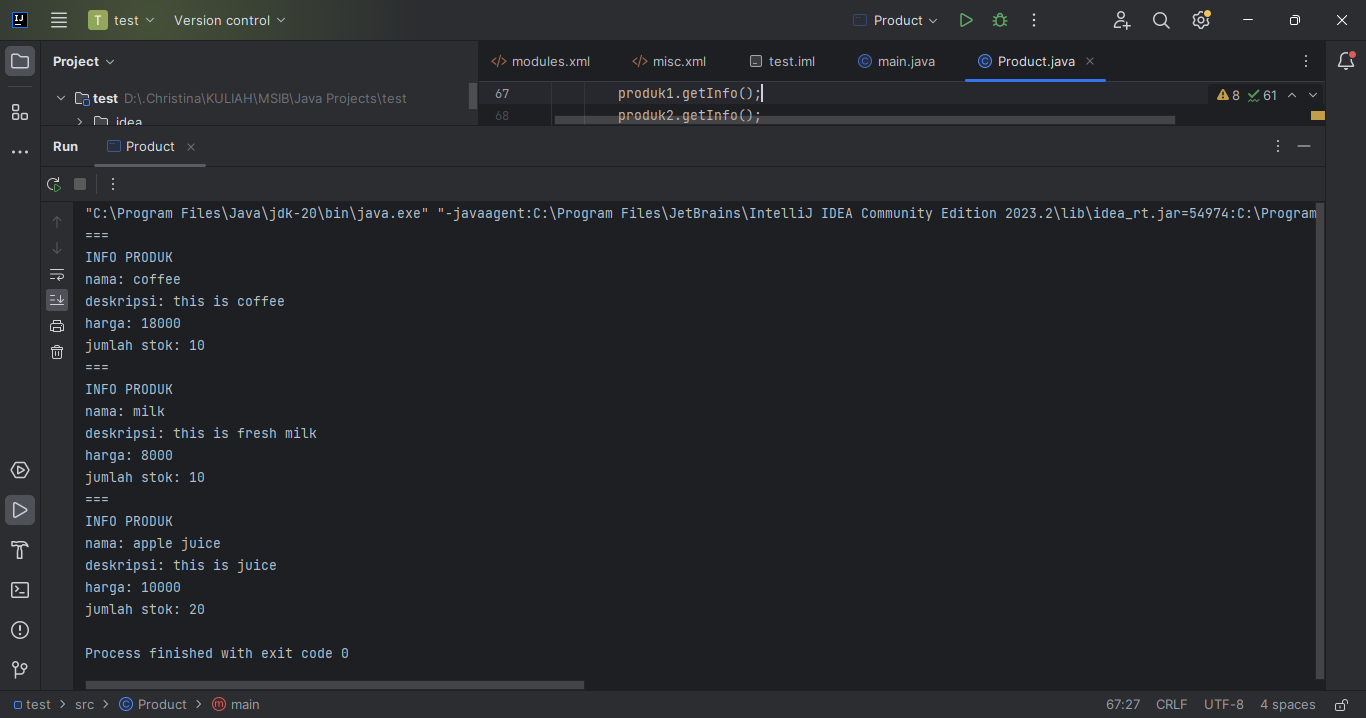 T test Version control Product
Project
modules.xml misc.xml test.iml main.java Product.java
test D:\.Christina\KULIAH\MSIB\Java Projects\test
67 produk1.getInfo();
8 61
68 produk2.getInfo();
Run Product
"C:\Program Files\Java\jdk-20\bin\java.exe" "-javaagent:C:\Program Files\JetBrains\IntelliJ IDEA Community Edition 2023.2\lib\idea_rt.jar=54974:C:\Program
===
INFO PRODUK
nama: coffee
deskripsi: this is coffee
harga: 18000
jumlah stok: 10
===
INFO PRODUK
nama: milk
deskripsi: this is fresh milk
harga: 8000
jumlah stok: 10
===
INFO PRODUK
nama: apple juice
deskripsi: this is juice
harga: 10000
jumlah stok: 20
Process finished with exit code 0
test > src > Product > main
67:27 CRLF UTF-8 4 spaces